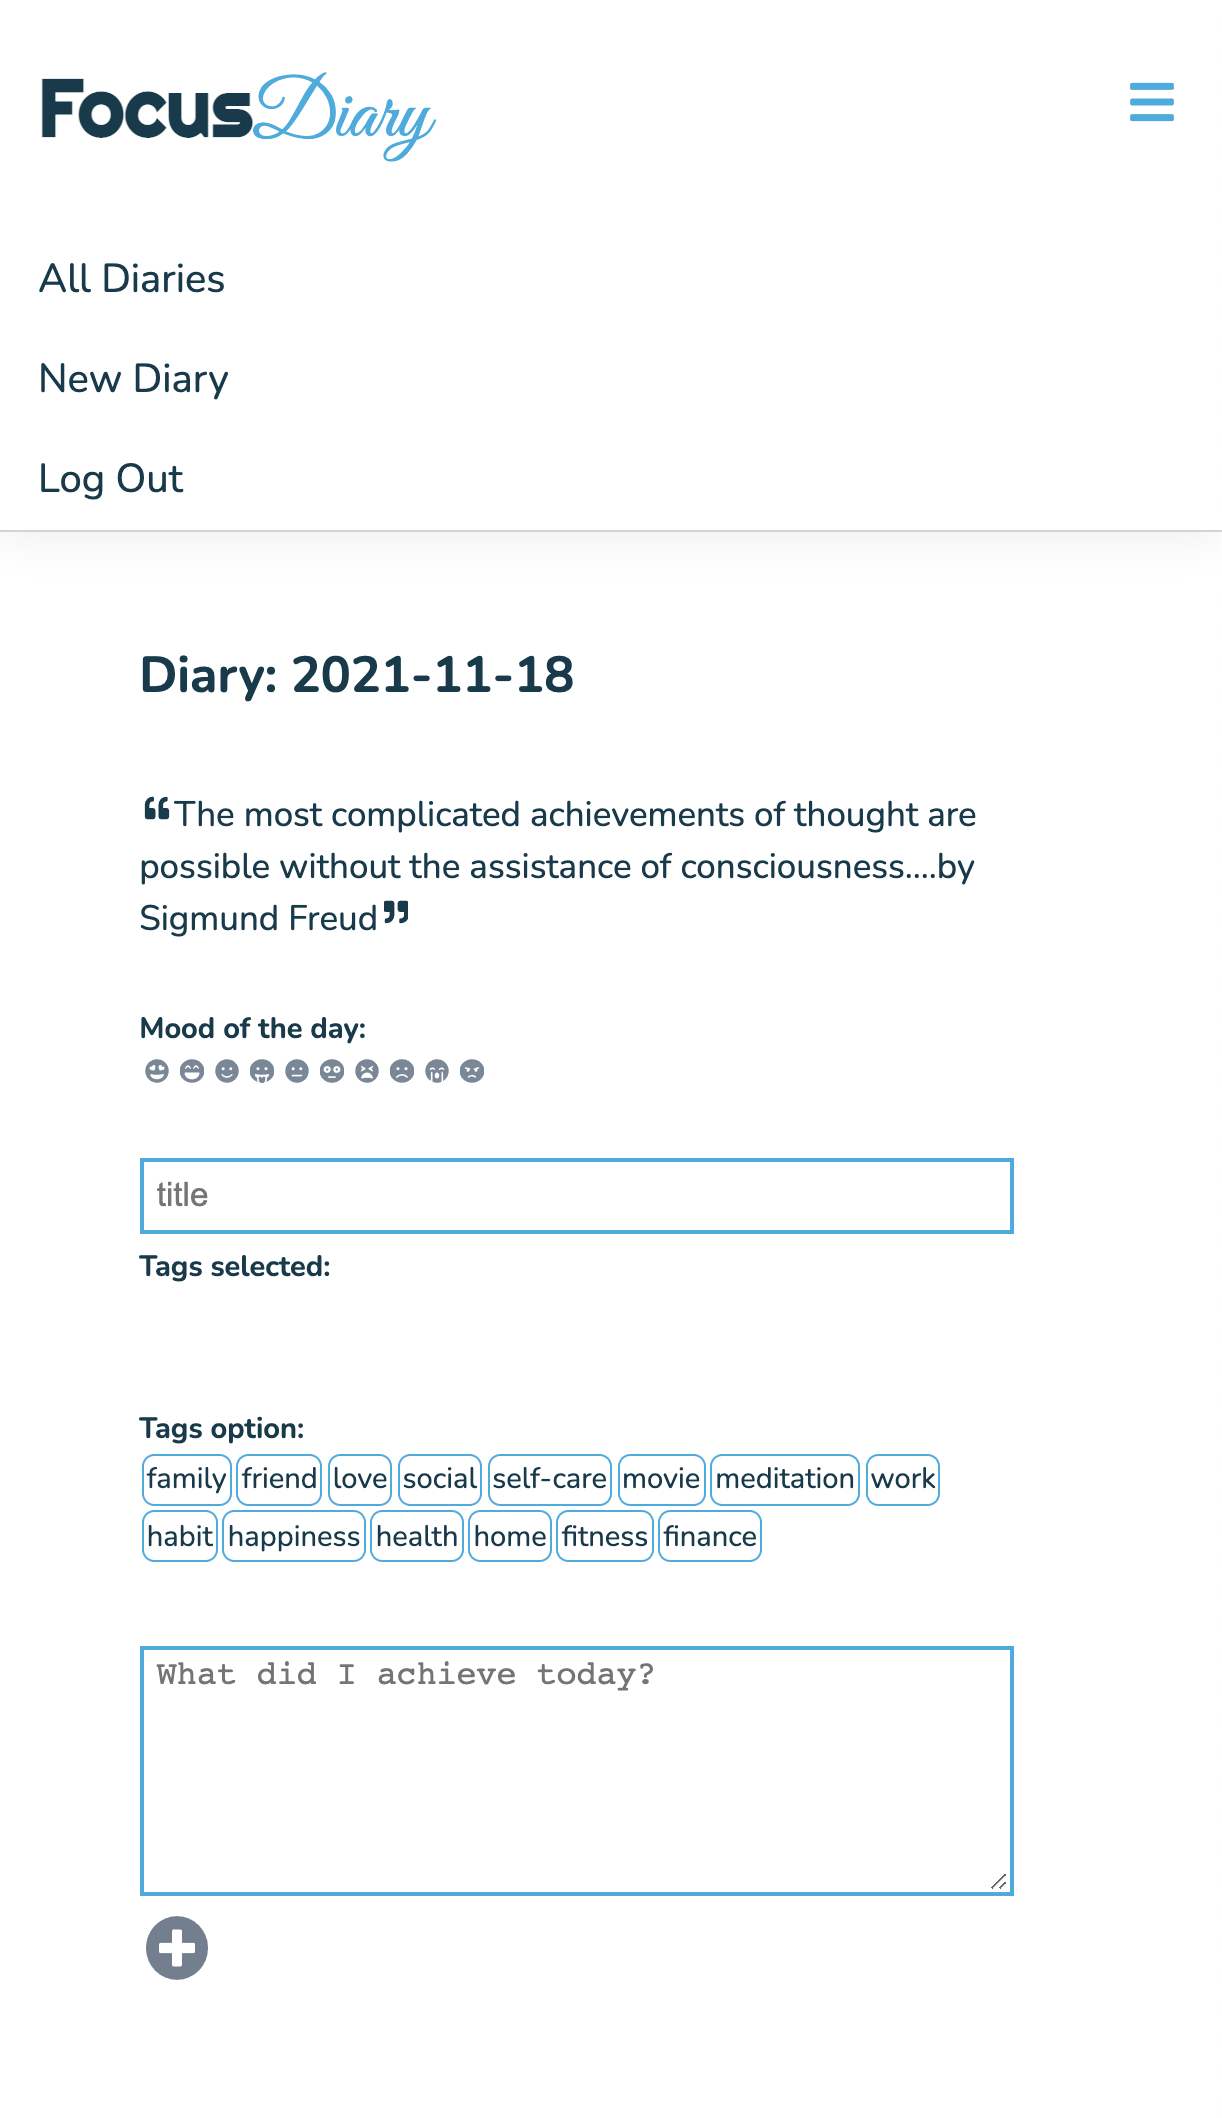 FocusDiary
All Diaries
New Diary
Log Out
Diary: 2021-11-18
❝The most complicated achievements of thought are
possible without the assistance of consciousness....by
Sigmund Freud❞
Mood of the day:
title
Tags selected:
Tags option:
family friend love social self-care movie meditation work
habit happiness health home fitness finance
What did I achieve today?